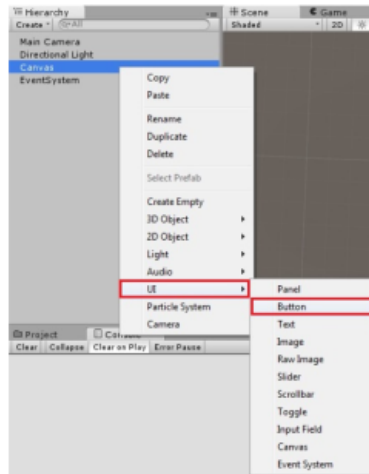 Hierarchy
Create
All
Scene
Game
Shaded
2D
Main Camera
Directional Light
Canvas
EventSystem
Copy
Paste
Rename
Duplicate
Delete
Select Prefab
Create Empty
3D Object
2D Object
Light
Audio
UI
Particle System
Camera
Panel
Button
Text
Image
Raw Image
Slider
Scrollbar
Toggle
Input Field
Canvas
Event System
Project
Console
Clear
Collapse
Clear on Play
Error Pause